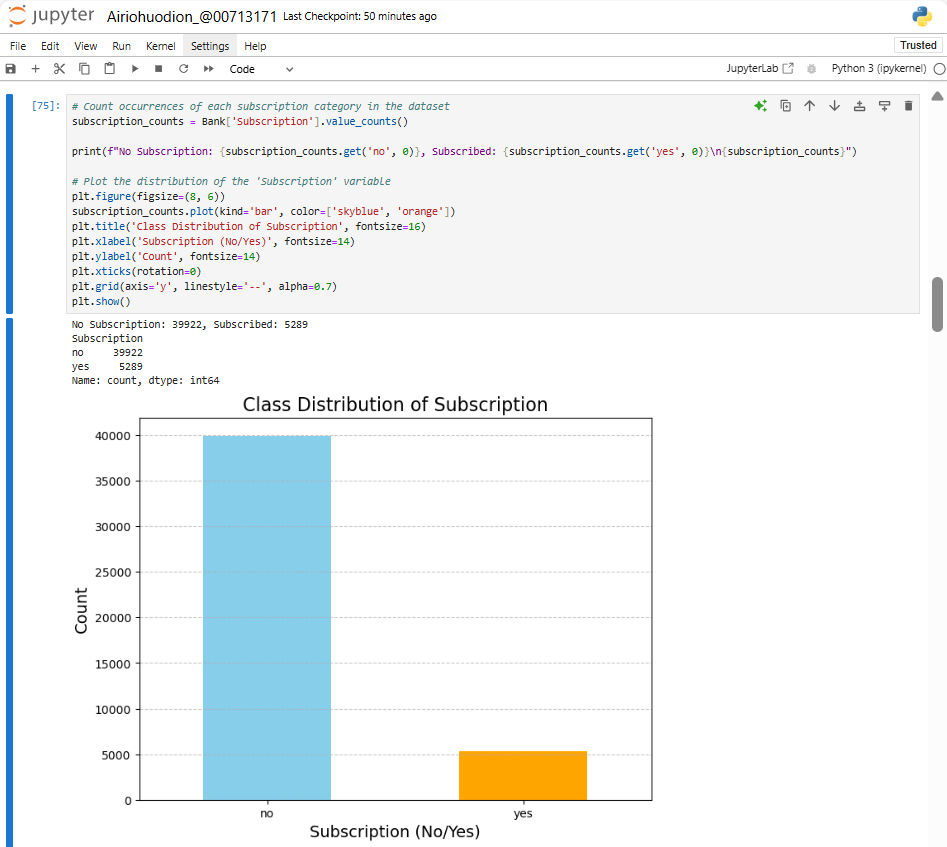 jupyter Airiohuodion_@00713171 Last Checkpoint: 50 minutes ago
File Edit View Run Kernel Settings Help
Trusted
Code
JupyterLab
Python 3 (ipykernel)
[75]:
# Count occurrences of each subscription category in the dataset
subscription_counts = Bank['Subscription'].value_counts()
print(f"No Subscription: {subscription_counts.get('no', 0)}, Subscribed: {subscription_counts.get('yes', 0)}\n{subscription_counts}")
# Plot the distribution of the 'Subscription' variable
plt.figure(figsize=(8, 6))
subscription_counts.plot(kind='bar', color=['skyblue', 'orange'])
plt.title('Class Distribution of Subscription', fontsize=16)
plt.xlabel('Subscription (No/Yes)', fontsize=14)
plt.ylabel('Count', fontsize=14)
plt.xticks(rotation=0)
plt.grid(axis='y', linestyle='--', alpha=0.7)
plt.show()
No Subscription: 39922, Subscribed: 5289
Subscription
no     39922
yes     5289
Name: count, dtype: int64
Class Distribution of Subscription
40000
35000
30000
25000
20000
15000
10000
5000
0
Count
no yes
Subscription (No/Yes)